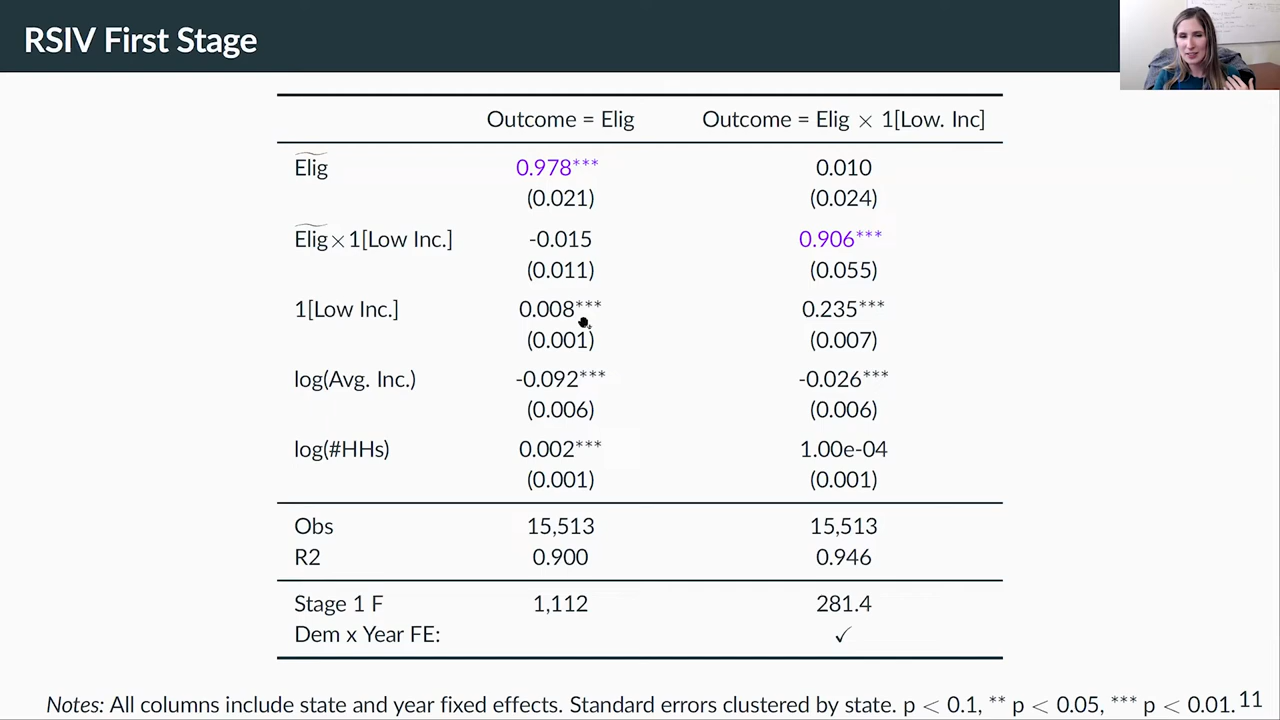 RSIV First Stage
Outcome = Elig Outcome = Elig × 1[Low. Inc]
E͠lig 0.978*** 0.010
(0.021) (0.024)
E͠lig×1[Low Inc.] -0.015 0.906***
(0.011) (0.055)
1[Low Inc.] 0.008*** 0.235***
(0.001) (0.007)
log(Avg. Inc.) -0.092*** -0.026***
(0.006) (0.006)
log(#HHs) 0.002*** 1.00e-04
(0.001) (0.001)
Obs 15,513 15,513
R2 0.900 0.946
Stage 1 F 1,112 281.4
Dem x Year FE: ✓
Notes: All columns include state and year fixed effects. Standard errors clustered by state. p < 0.1, ** p < 0.05, *** p < 0.01. 11